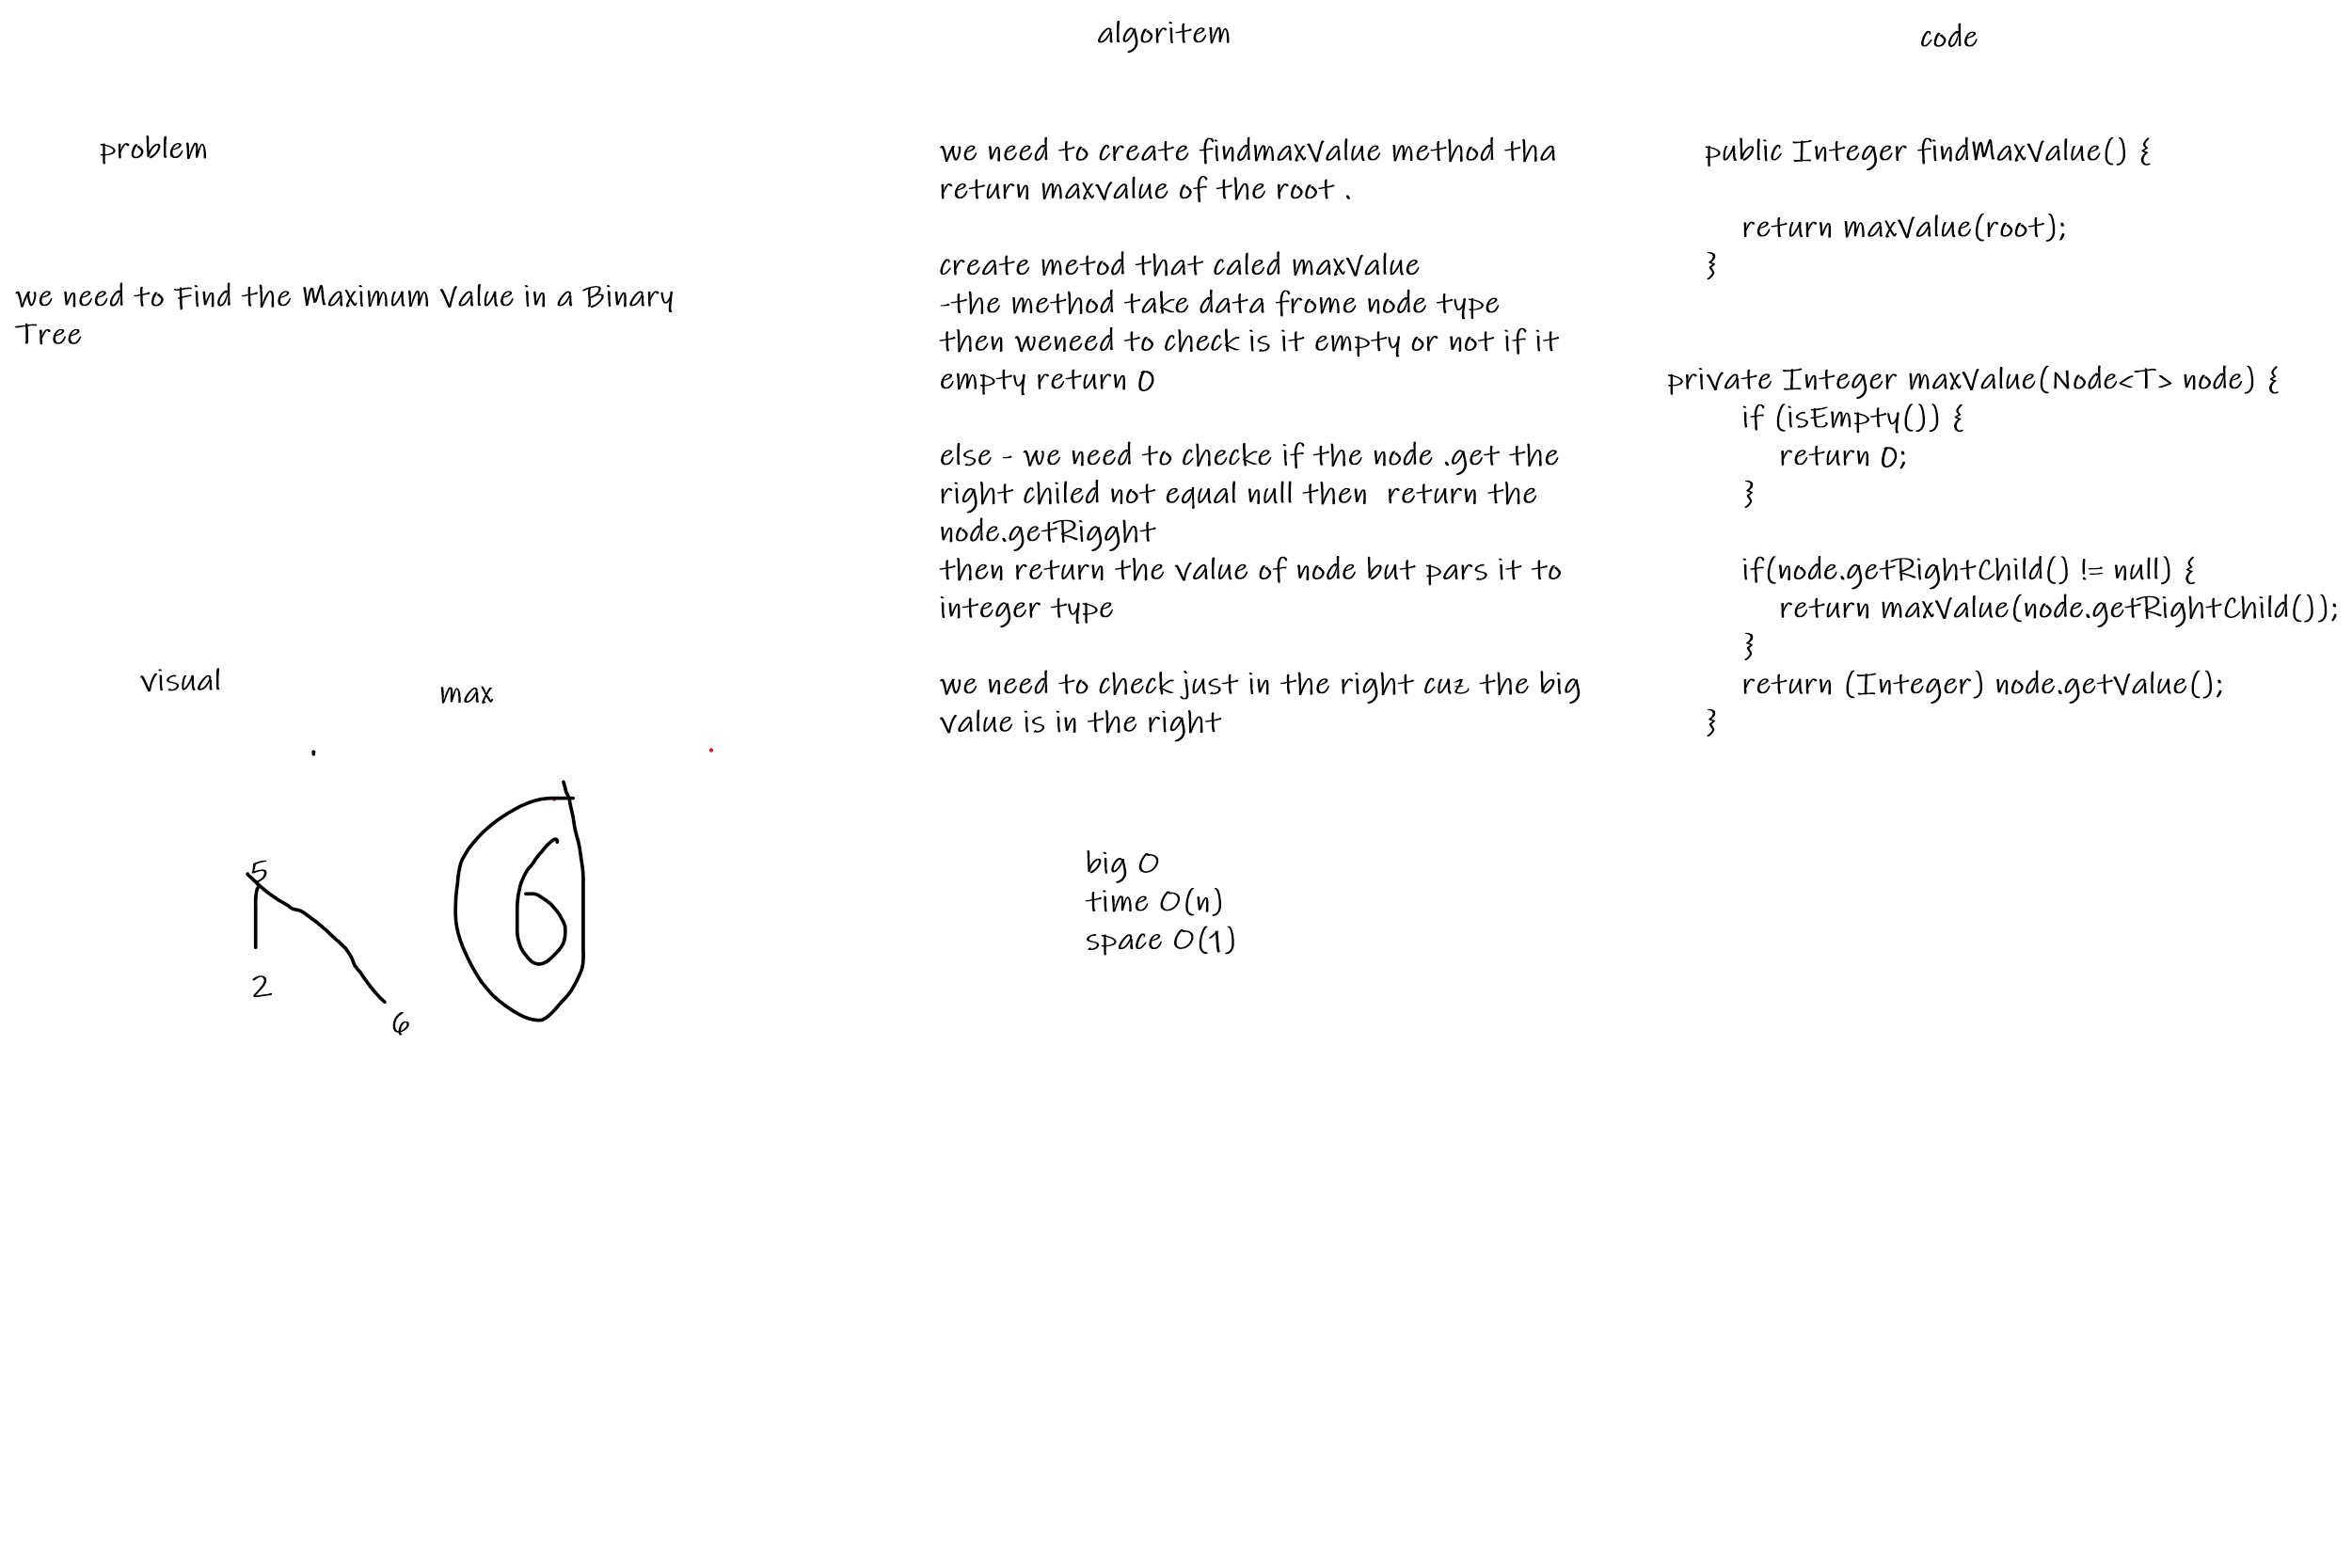 problem
we need to Find the Maximum Value in a Binary
Tree
visual
max
5
2
6
6
algoritem
we need to create findmaxValue method tha
return maxvalue of the root .
create metod that caled maxValue
-the method take data frome node type
then weneed to check is it empty or not if it
empty return 0
else - we need to checke if the node .get the
right chiled not equal null then  return the
node.getRigght
then return the value of node but pars it to
integer type
we need to check just in the right cuz the big
value is in the right
big O
time O(n)
space O(1)
code
public Integer findMaxValue() {
return maxValue(root);
}
private Integer maxValue(Node<T> node) {
if (isEmpty()) {
return 0;
}
if(node.getRightChild() != null) {
return maxValue(node.getRightChild());
}
return (Integer) node.getValue();
}